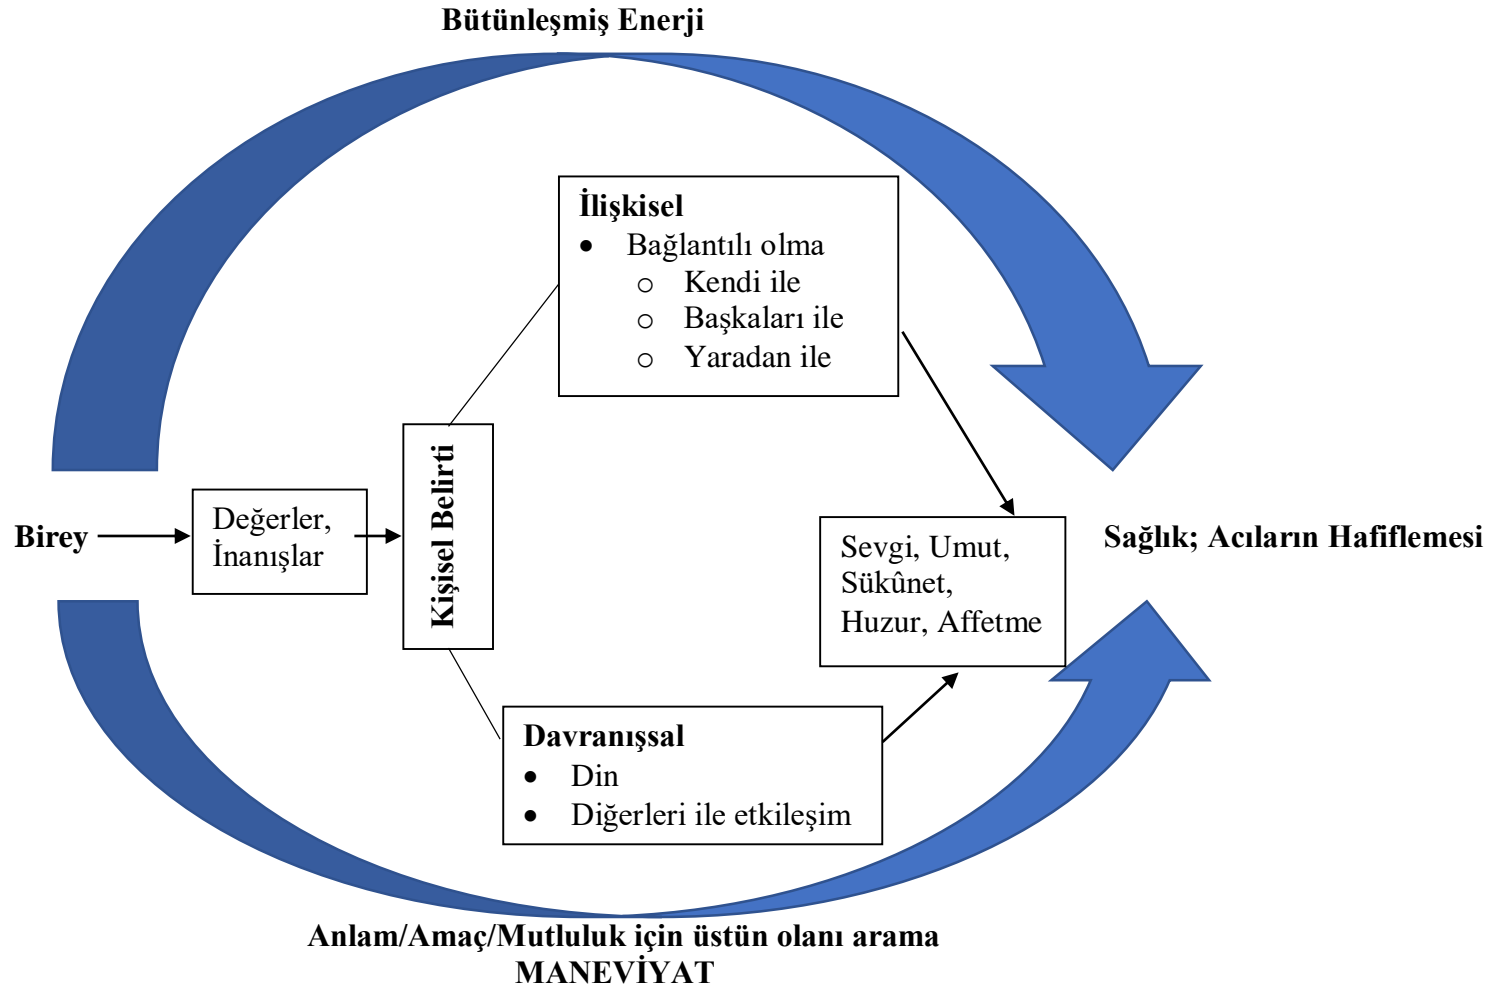 Bütünleşmiş Enerji
İlişkisel
• Bağlantılı olma
o Kendi ile
o Başkaları ile
o Yaradan ile
Birey
Değerler,
İnanışlar
Kişisel Belirti
Sevgi, Umut,
Sükûnet,
Huzur, Affetme
Sağlık; Acıların Hafiflemesi
Davranışsal
• Din
• Diğerleri ile etkileşim
Anlam/Amaç/Mutluluk için üstün olanı arama
MANEVİYAT